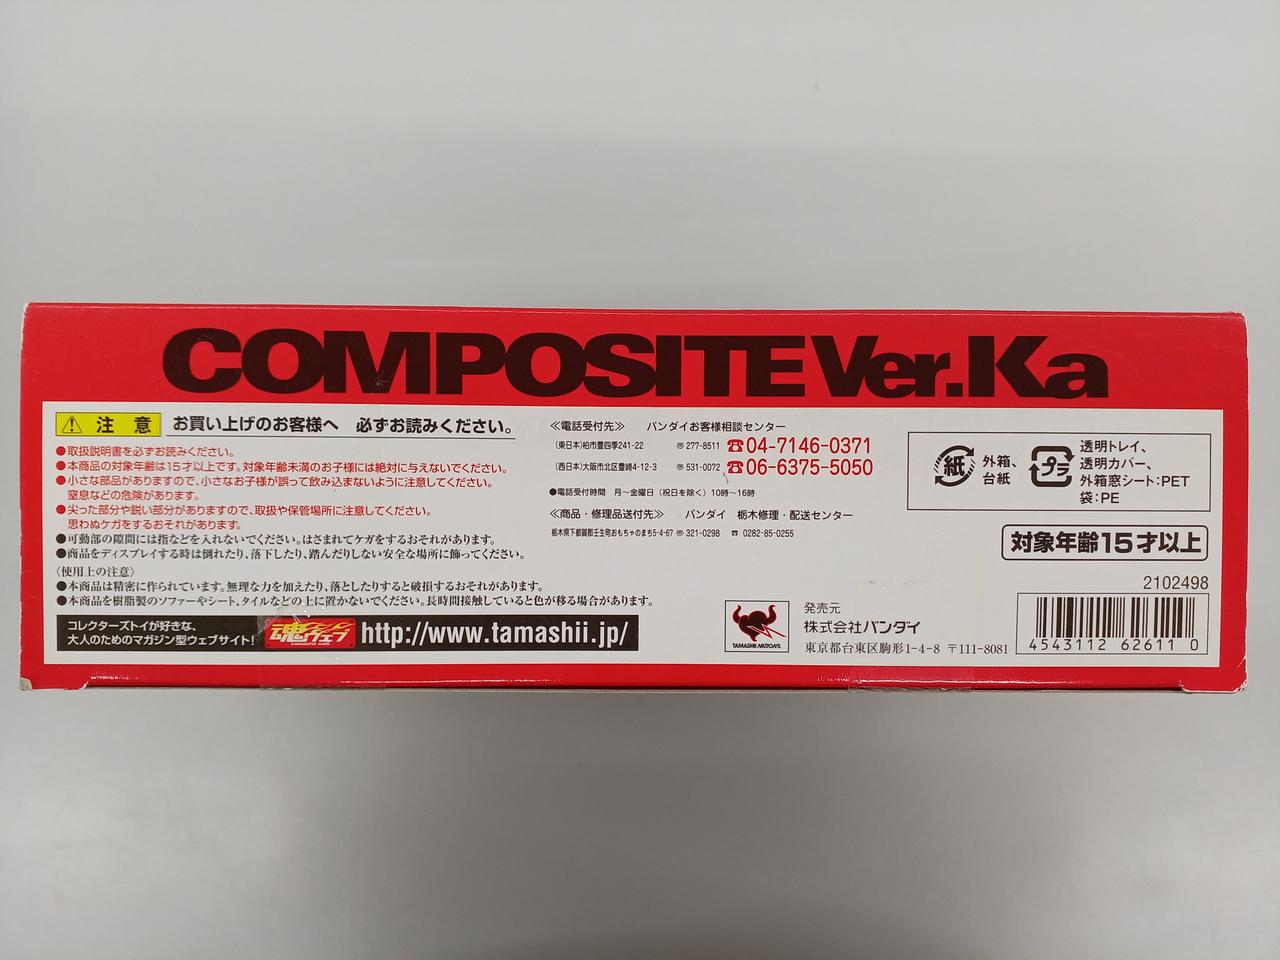 COMPOSITE Ver.Ka
注意 お買い上げのお客様へ 必ずお読みください。
●取扱説明書を必ずお読みください。
●本商品の対象年齢は15才以上です。対象年齢未満のお子様には絶対に与えないでください。
●小さな部品がありますので、小さなお子様が誤って飲み込まないように注意してください。
窒息などの危険があります。
●尖った部分や鋭い部分がありますので、取扱や保管場所に注意してください。
思わぬケガをするおそれがあります。
●可動部の隙間には指などを入れないでください。はさまれてケガをするおそれがあります。
●商品をディスプレイする時は倒れたり、落下したり、踏んだりしない安全な場所に飾ってください。
〈使用上の注意〉
●本商品は精密に作られています。無理な力を加えたり、落としたりすると破損するおそれがあります。
●本商品を樹脂製のソファーやシート、タイルなどの上に置かないでください。長時間接触していると色が移る場合があります。
コレクターズトイが好きな、
大人のためのマガジン型ウェブサイト!
魂ウェブ
http://www.tamashii.jp/
≪電話受付先≫ バンダイお客様相談センター
(東日本)柏市豊四季241-22 〠277-8511 ☎04-7146-0371
(西日本)大阪市北区豊崎4-12-3 〠531-0072 ☎06-6375-5050
●電話受付時間 月～金曜日(祝日を除く)10時～16時
≪商品・修理品送付先≫ バンダイ 栃木修理・配送センター
栃木県下都賀郡壬生町おもちゃのまち5-4-67 〠321-0298 ☎0282-85-0255
TAMASHII NATIONS
発売元
株式会社バンダイ
東京都台東区駒形1-4-8 〒111-8081
紙
外箱、
台紙
プラ
透明トレイ、
透明カバー、
外箱窓シート:PET
袋:PE
対象年齢15才以上
2102498
4543112 62611 0